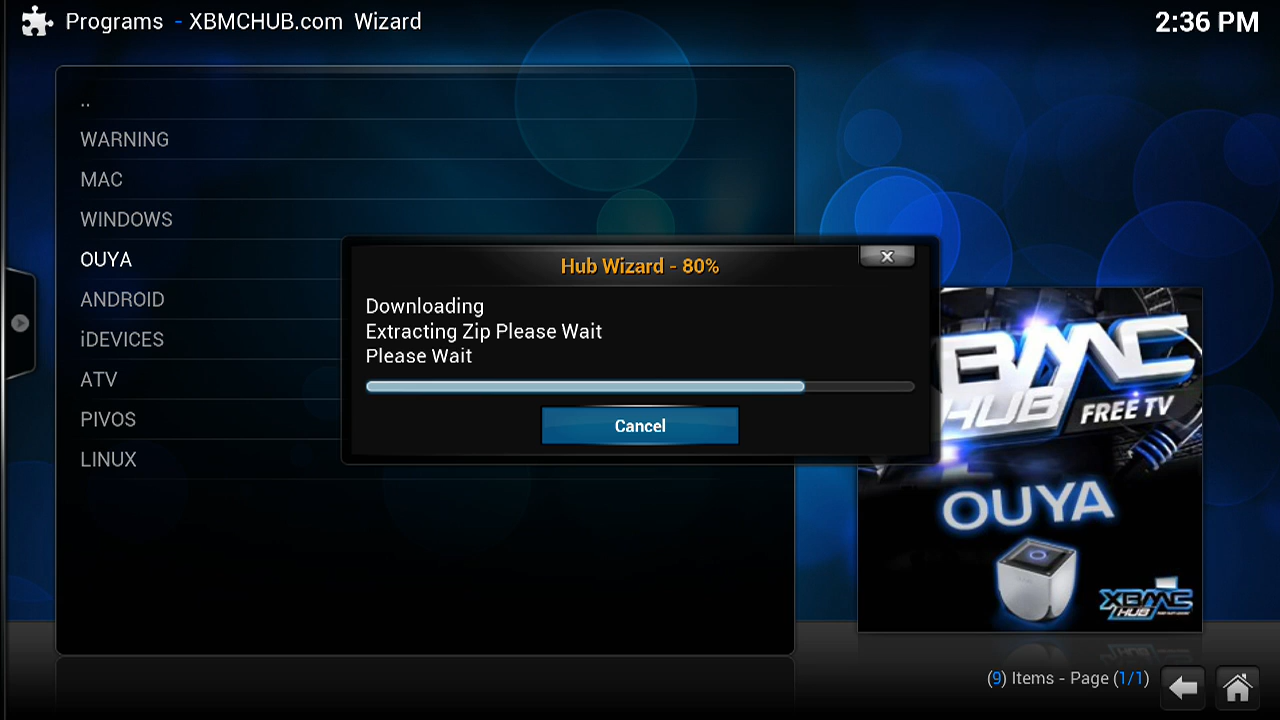 Programs - XBMCHUB.com Wizard
2:36 PM
..
WARNING
MAC
WINDOWS
OUYA
ANDROID
iDEVICES
ATV
PIVOS
LINUX
Hub Wizard - 80%
Downloading
Extracting Zip Please Wait
Please Wait
Cancel
XBMC
HUB FREE TV
OUYA
XBMC
HUB
(9) Items - Page (1/1)